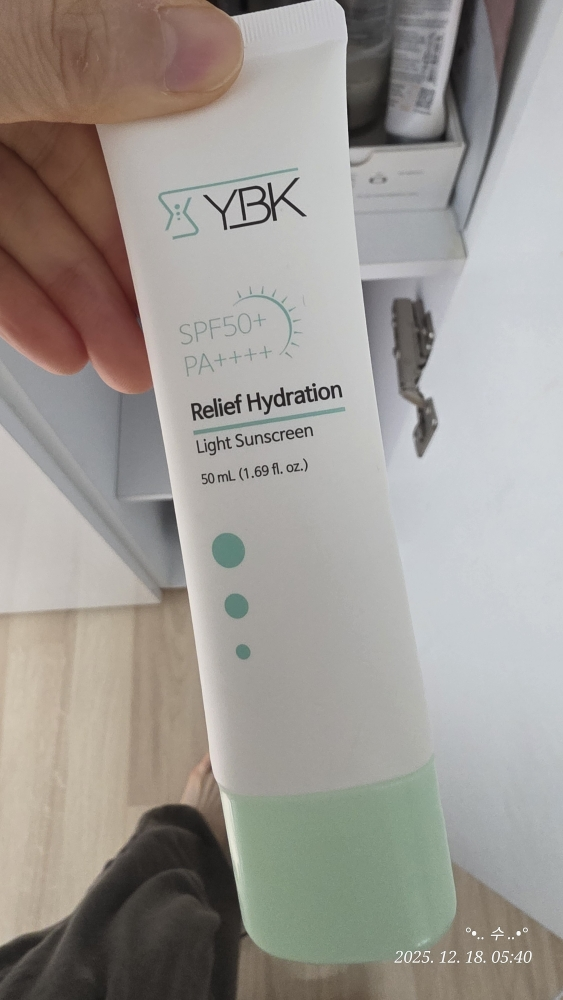 YBK
SPF50+
PA++++
Relief Hydration
Light Sunscreen
50 mL (1.69 fl. oz.)
°•.. 수 ..•°
2025. 12. 18. 05:40